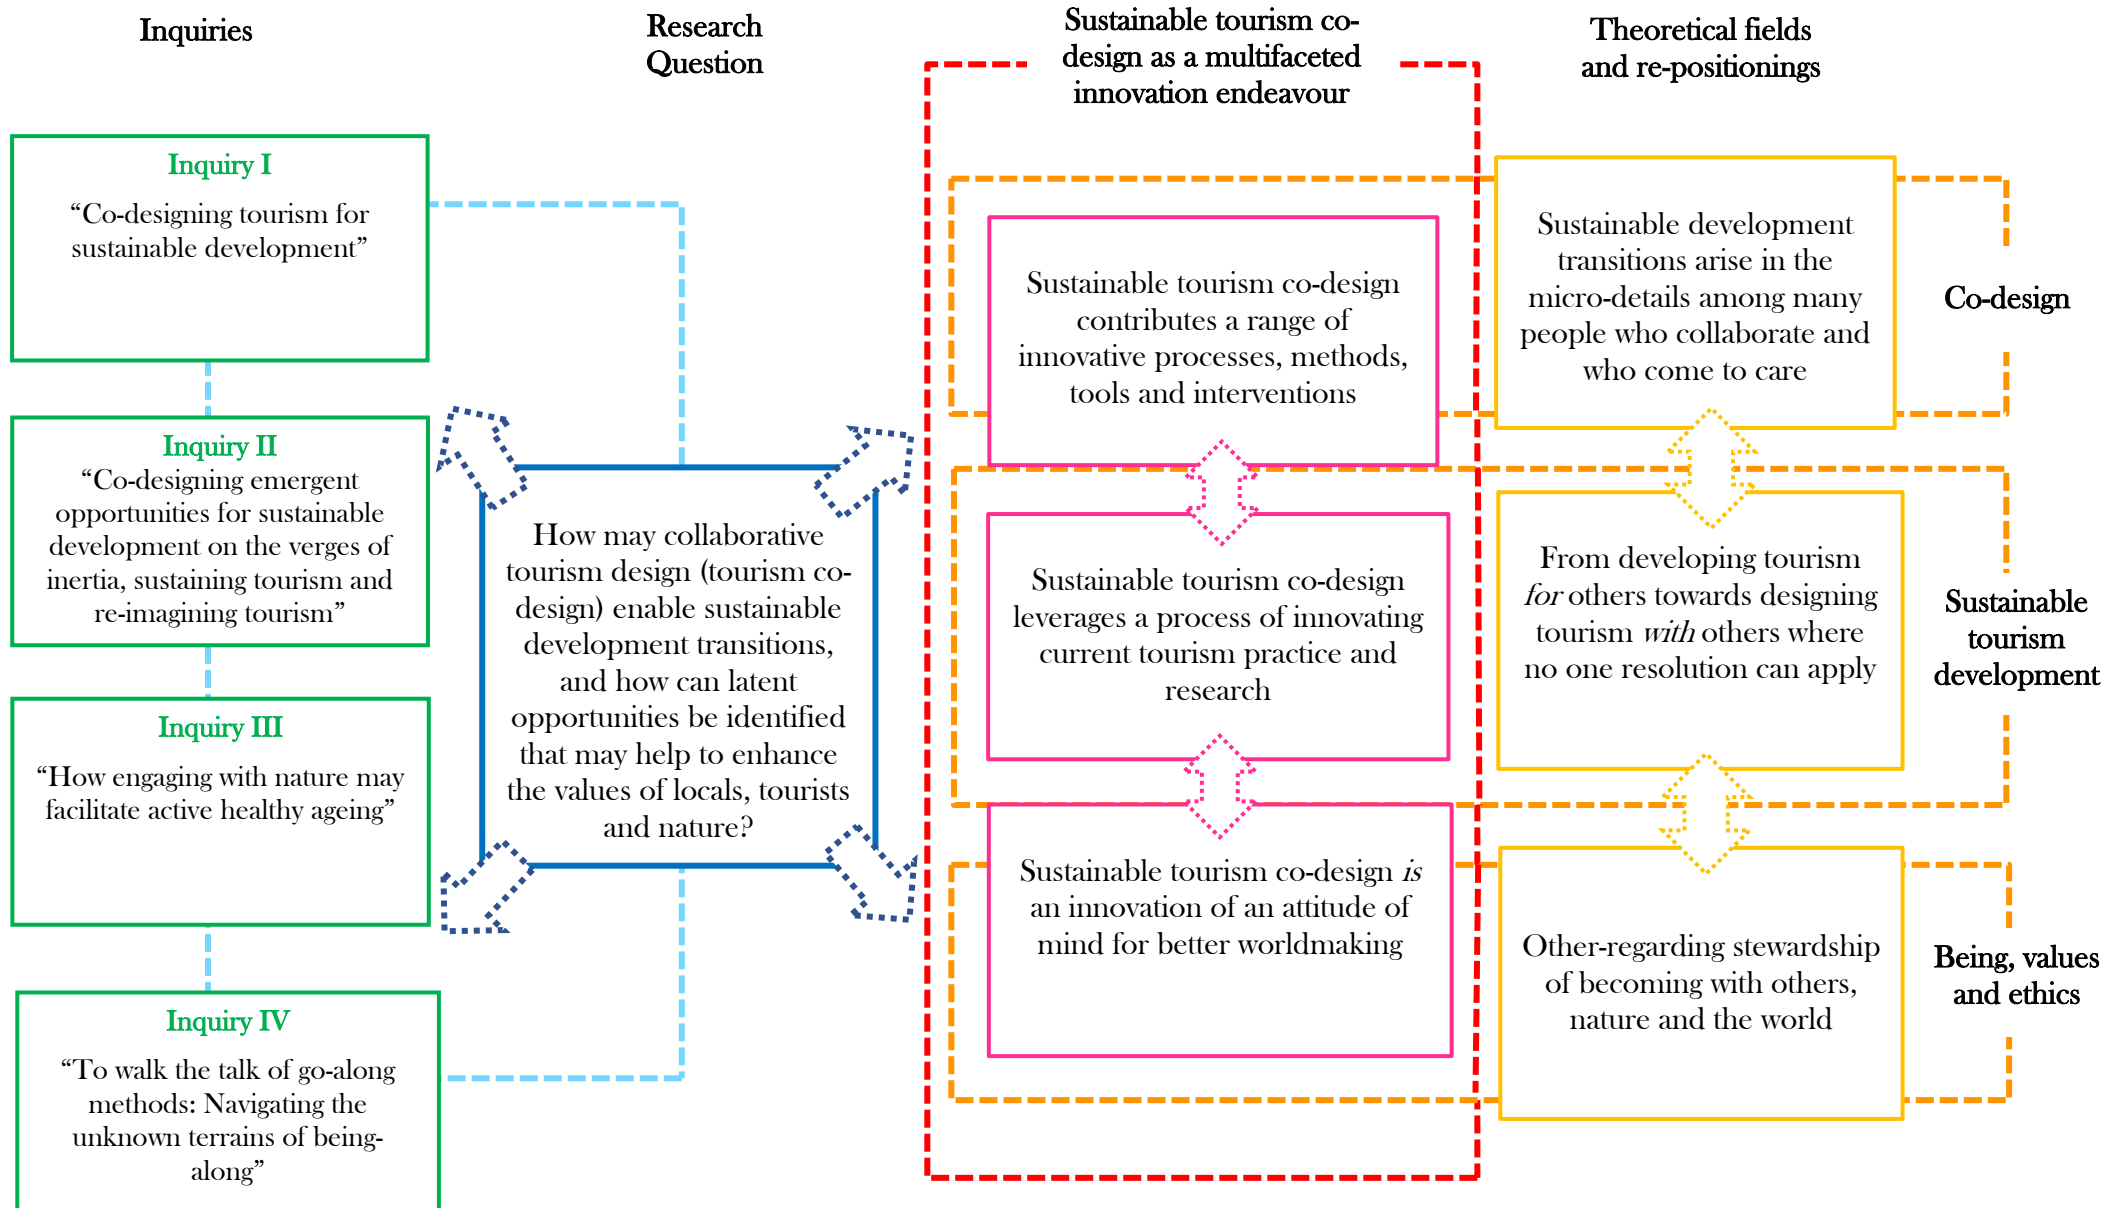 Inquiries
Research
Question
Sustainable tourism co-
design as a multifaceted
innovation endeavour
Theoretical fields
and re-positionings
Inquiry I
“Co-designing tourism for
sustainable development”
Inquiry II
“Co-designing emergent
opportunities for sustainable
development on the verges of
inertia, sustaining tourism and
re-imagining tourism”
Inquiry III
“How engaging with nature may
facilitate active healthy ageing”
Inquiry IV
“To walk the talk of go-along
methods: Navigating the
unknown terrains of being-
along”
How may collaborative
tourism design (tourism co-
design) enable sustainable
development transitions,
and how can latent
opportunities be identified
that may help to enhance
the values of locals, tourists
and nature?
Sustainable tourism co-design
contributes a range of
innovative processes, methods,
tools and interventions
Sustainable tourism co-design
leverages a process of innovating
current tourism practice and
research
Sustainable tourism co-design is
an innovation of an attitude of
mind for better worldmaking
Sustainable development
transitions arise in the
micro-details among many
people who collaborate and
who come to care
From developing tourism
for others towards designing
tourism with others where
no one resolution can apply
Other-regarding stewardship
of becoming with others,
nature and the world
Co-design
Sustainable
tourism
development
Being, values
and ethics